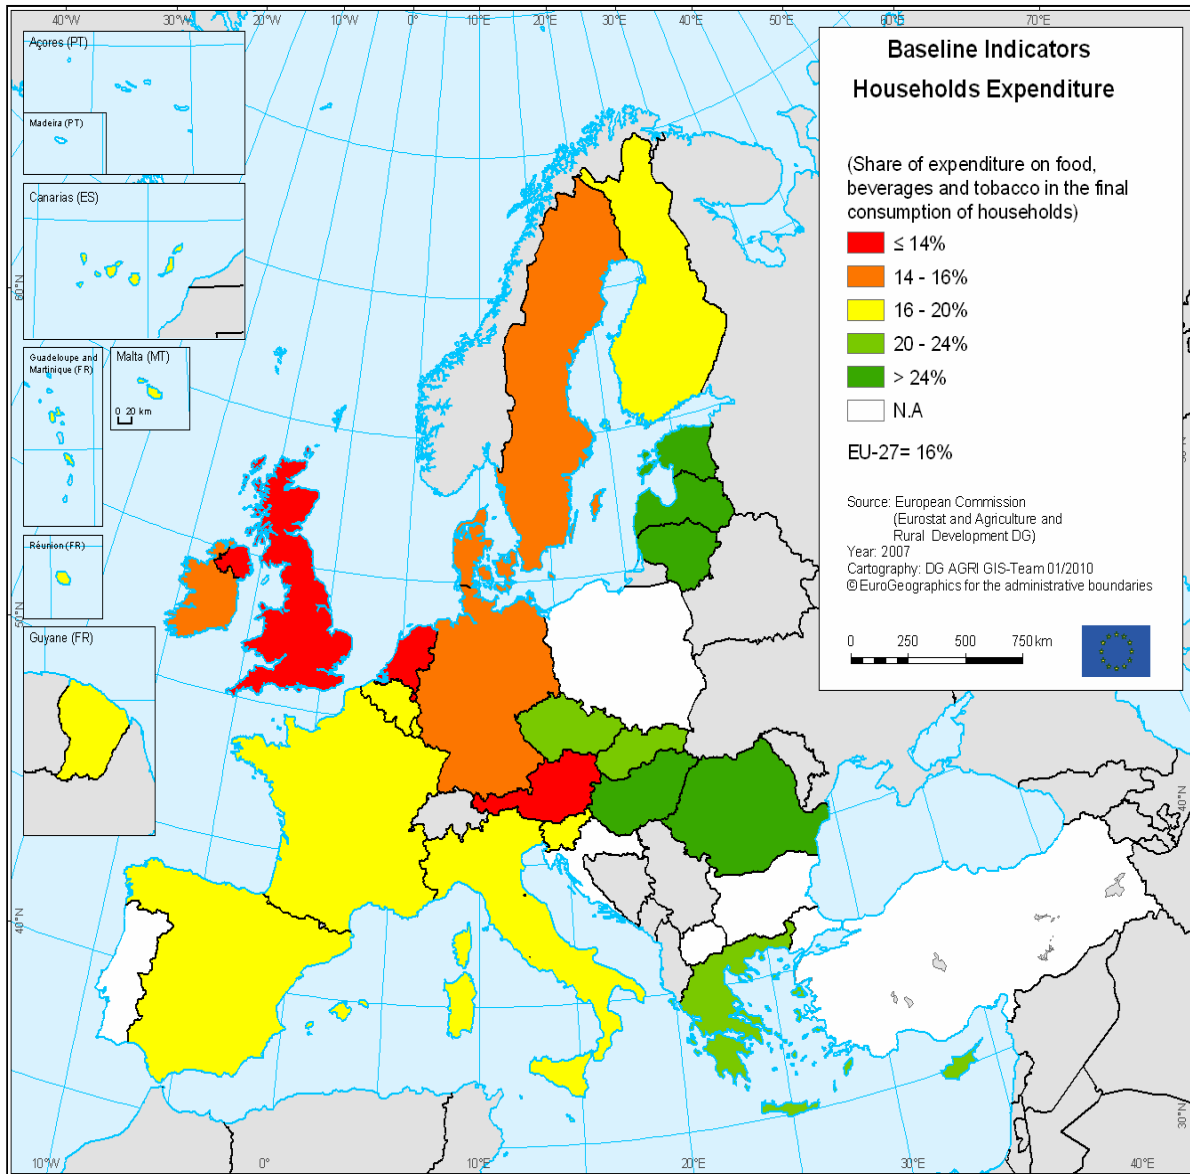 40°W
30°W
20°W
10°W
0°
10°E
20°E
30°E
40°E
50°E
60°E
70°E
Açores (PT)
Madeira (PT)
Canarias (ES)
Guadeloupe and
Martinique (FR)
Malta (MT)
0 20 km
Réunion (FR)
Guyane (FR)
Baseline Indicators
Households Expenditure
(Share of expenditure on food,
beverages and tobacco in the final
consumption of households)
≤ 14%
14 - 16%
16 - 20%
20 - 24%
> 24%
N.A
EU-27= 16%
Source: European Commission
(Eurostat and Agriculture and
Rural Development DG)
Year: 2007
Cartography: DG AGRI GIS-Team 01/2010
© EuroGeographics for the administrative boundaries
0 250 500 750 km
60°N
50°N
40°N
40°N
30°N
10°W
0°
10°E
20°E
30°E
40°E